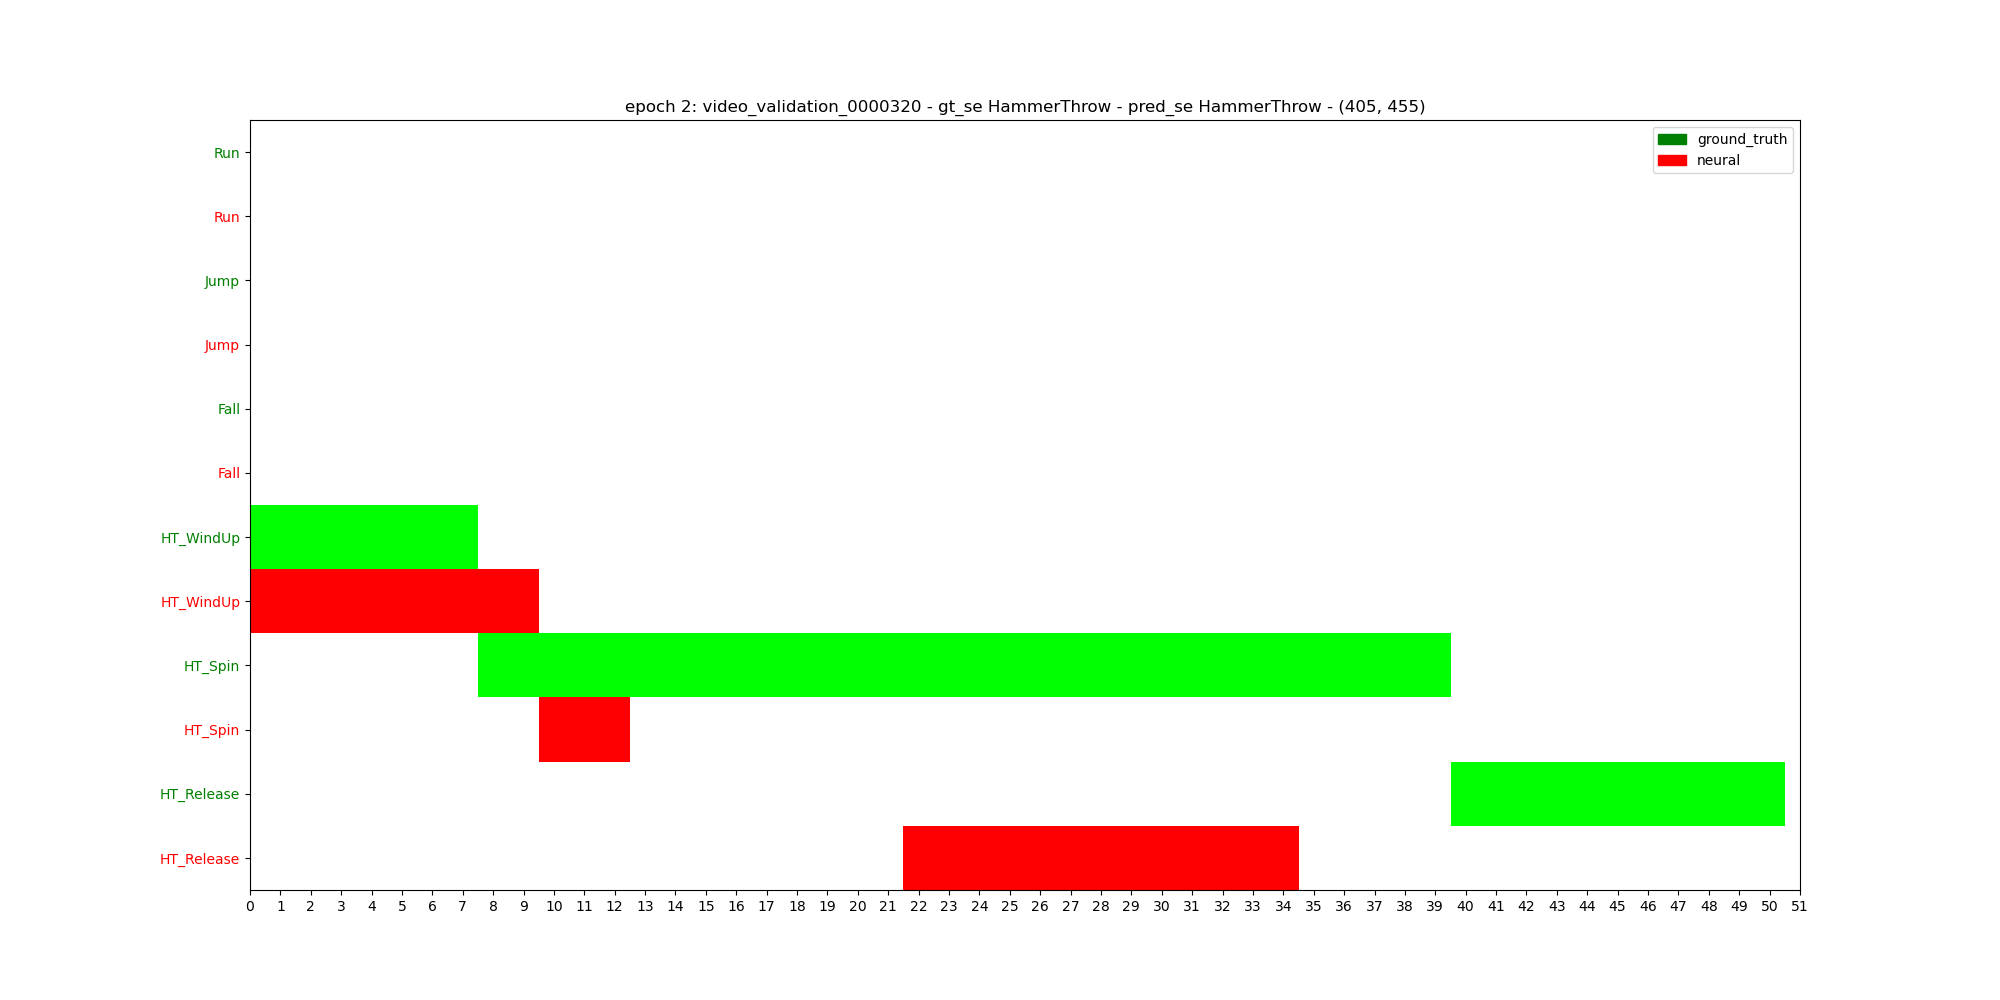 epoch 2: video_validation_0000320 - gt_se HammerThrow - pred_se HammerThrow - (405, 455)
ground_truth
neural
Run
Run
Jump
Jump
Fall
Fall
HT_WindUp
HT_WindUp
HT_Spin
HT_Spin
HT_Release
HT_Release
0 1 2 3 4 5 6 7 8 9 10 11 12 13 14 15 16 17 18 19 20 21 22 23 24 25 26 27 28 29 30 31 32 33 34 35 36 37 38 39 40 41 42 43 44 45 46 47 48 49 50 51